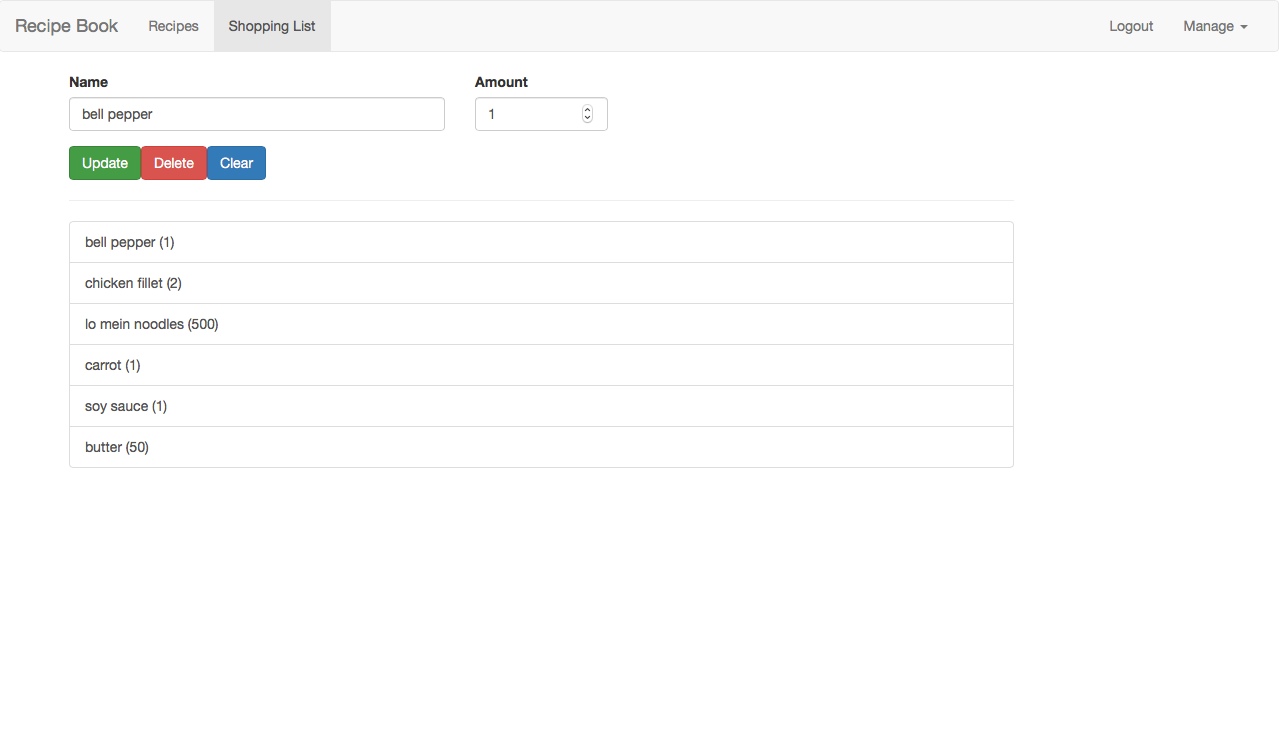 Recipe Book Recipes Shopping List Logout Manage
Name Amount
bell pepper 1
Update Delete Clear
bell pepper (1)
chicken fillet (2)
lo mein noodles (500)
carrot (1)
soy sauce (1)
butter (50)